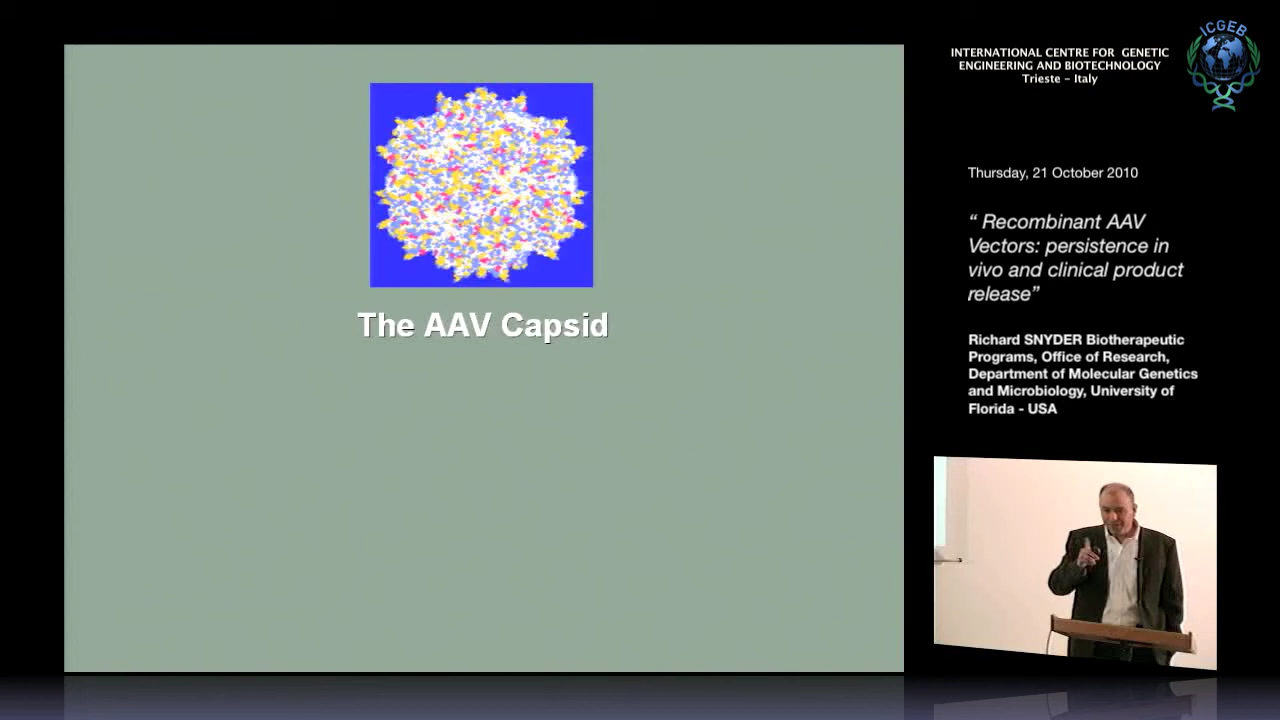 The AAV Capsid
ICGEB
INTERNATIONAL CENTRE FOR GENETIC
ENGINEERING AND BIOTECHNOLOGY
Trieste – Italy
Thursday, 21 October 2010
“ Recombinant AAV
Vectors: persistence in
vivo and clinical product
release”
Richard SNYDER Biotherapeutic
Programs, Office of Research,
Department of Molecular Genetics
and Microbiology, University of
Florida - USA